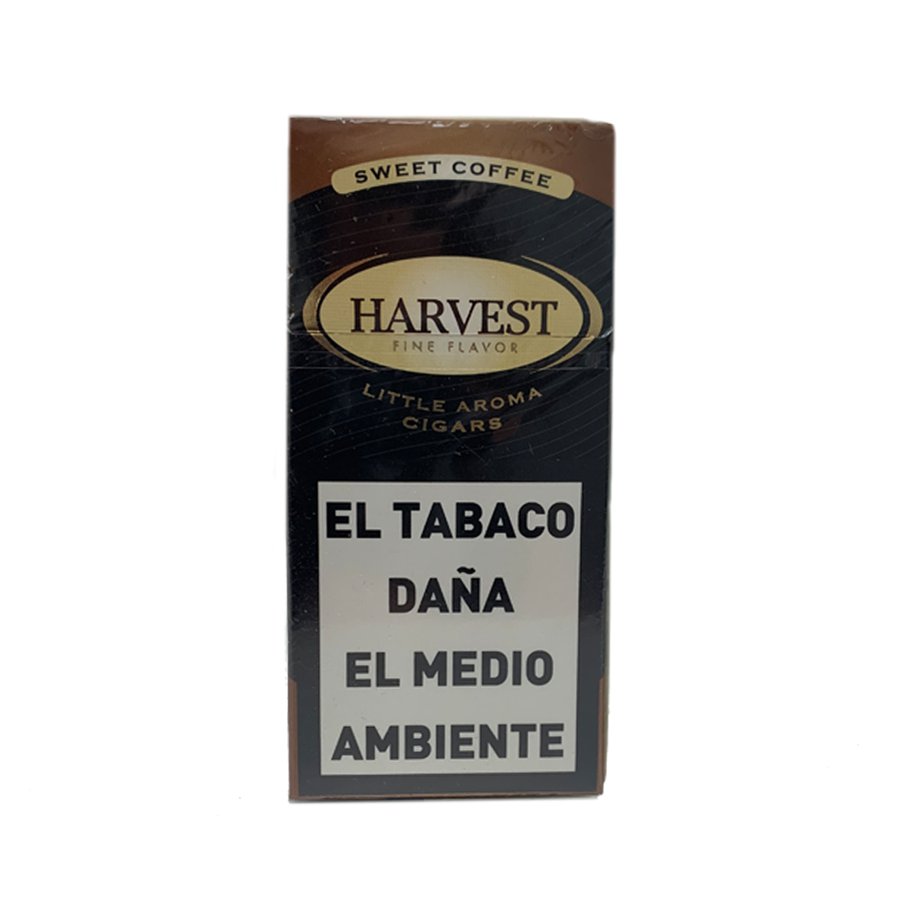 SWEET COFFEE
HARVEST
FINE FLAVOR
LITTLE AROMA
CIGARS
EL TABACO
DAÑA
EL MEDIO
AMBIENTE